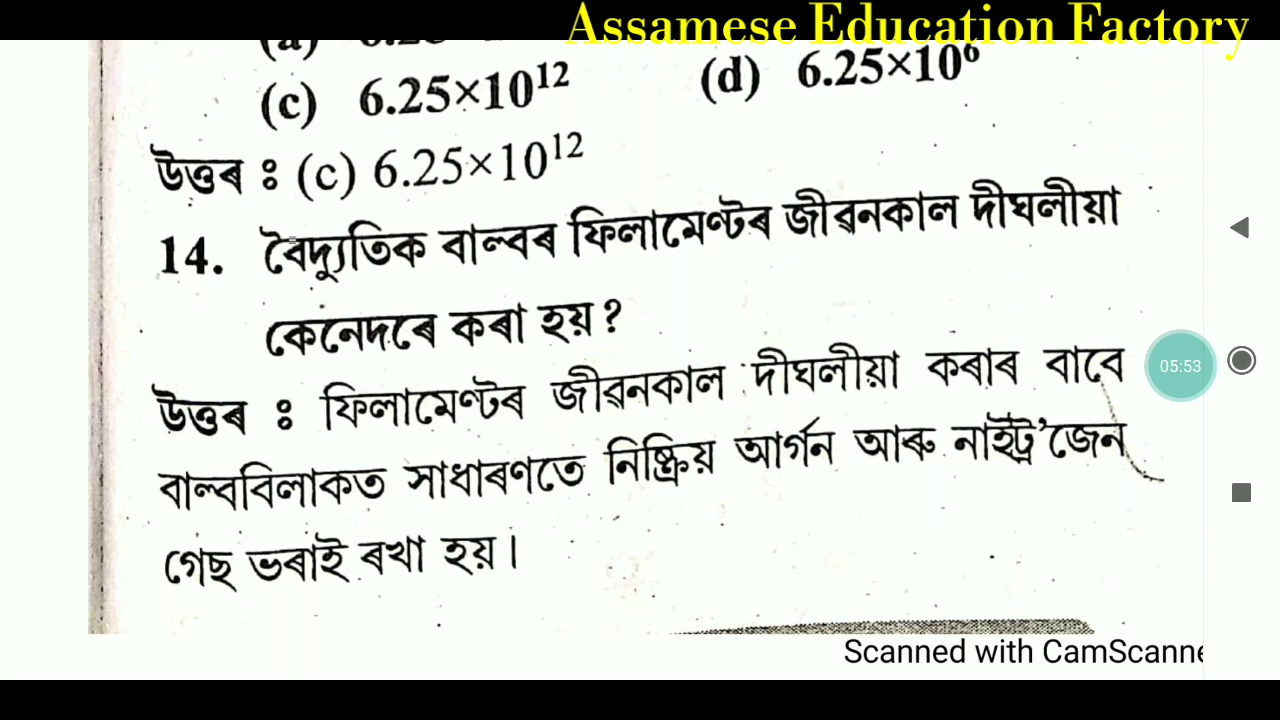 Assamese Education Factory
(c) 6.25×10¹² (d) 6.25×10⁶
উত্তৰ ঃ (c) 6.25×10¹²
14. বৈদ্যুতিক বাল্বৰ ফিলামেণ্টৰ জীৱনকাল দীঘলীয়া
কেনেদৰে কৰা হয়?
উত্তৰ ঃ ফিলামেণ্টৰ জীৱনকাল দীঘলীয়া কৰাৰ বাবে
05:53
বাল্ববিলাকত সাধাৰণতে নিষ্ক্ৰিয় আৰ্গন আৰু নাইট্ৰ'জেন
গেছ ভৰাই ৰখা হয়।
Scanned with CamScanne